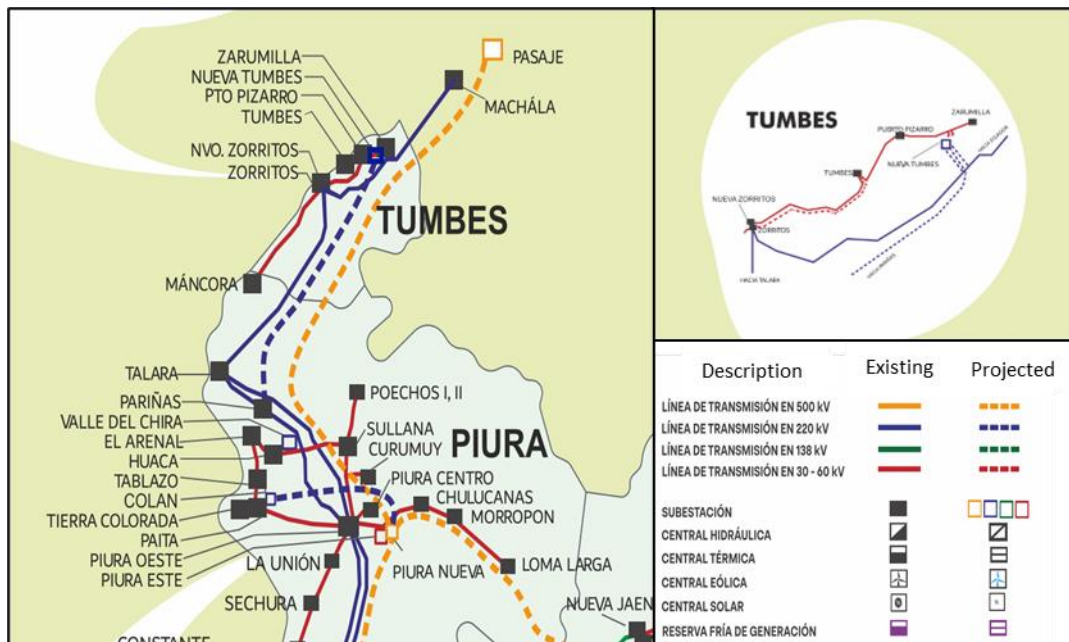 ZARUMILLA
NUEVA TUMBES
PTO PIZARRO
TUMBES
NVO. ZORRITOS
ZORRITOS
PASAJE
MACHÁLA
TUMBES
MÁNCORA
TALARA
PARIÑAS
VALLE DEL CHIRA
EL ARENAL
HUACA
TABLAZO
COLAN
TIERRA COLORADA
PAITA
PIURA OESTE
PIURA ESTE
POECHOS I, II
PIURA
SULLANA
CURUMUY
PIURA CENTRO
CHULUCANAS
MORROPON
LA UNIÓN
PIURA NUEVA
LOMA LARGA
SECHURA
NUEVA JAEN
CONSTANTE
TUMBES
ZARUMILLA
PUERTO PIZARRO
HACIA ECUADOR
NUEVA TUMBES
TUMBES
NUEVA ZORRITOS
ZORRITOS
HACIA TALARA
HACIA PARIÑAS
Description Existing Projected
LÍNEA DE TRANSMISIÓN EN 500 kV
LÍNEA DE TRANSMISIÓN EN 220 kV
LÍNEA DE TRANSMISIÓN EN 138 kV
LÍNEA DE TRANSMISIÓN EN 30 - 60 kV
SUBESTACIÓN
CENTRAL HIDRÁULICA
CENTRAL TÉRMICA
CENTRAL EÓLICA
CENTRAL SOLAR
RESERVA FRÍA DE GENERACIÓN